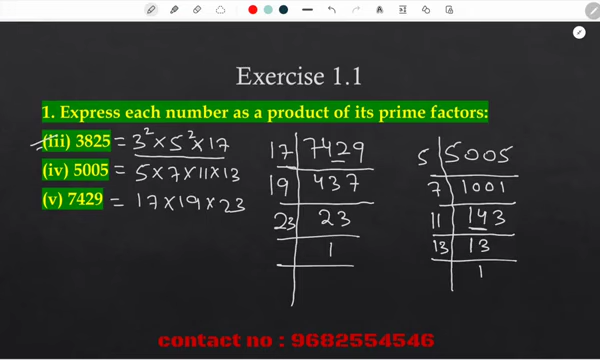 Exercise 1.1
1. Express each number as a product of its prime factors:
(iii) 3825 = 3² × 5² × 17
(iv) 5005 = 5 × 7 × 11 × 13
(v) 7429 = 17 × 19 × 23
17 7429
19 437
23 23
1
5 5005
7 1001
11 143
13 13
1
contact no : 9682554546